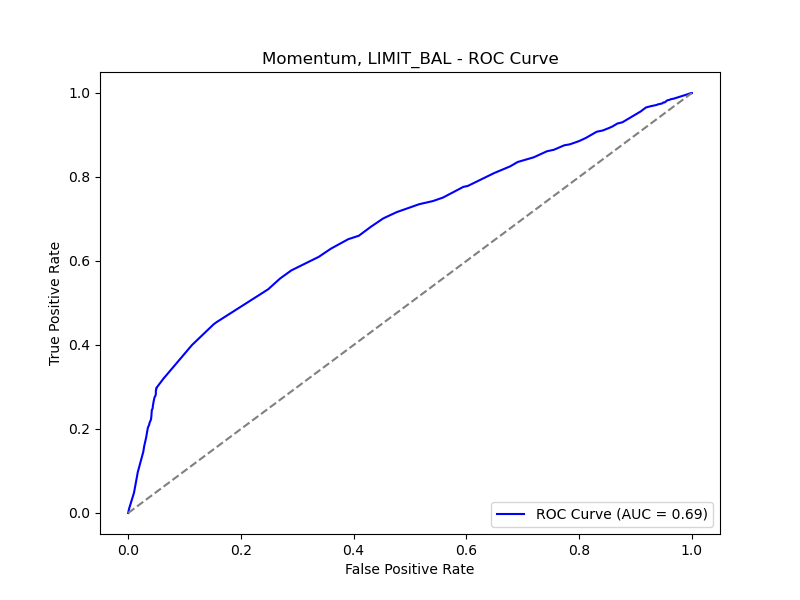 Momentum, LIMIT_BAL - ROC Curve
True Positive Rate
1.0
0.8
0.6
0.4
0.2
0.0
ROC Curve (AUC = 0.69)
0.0 0.2 0.4 0.6 0.8 1.0
False Positive Rate